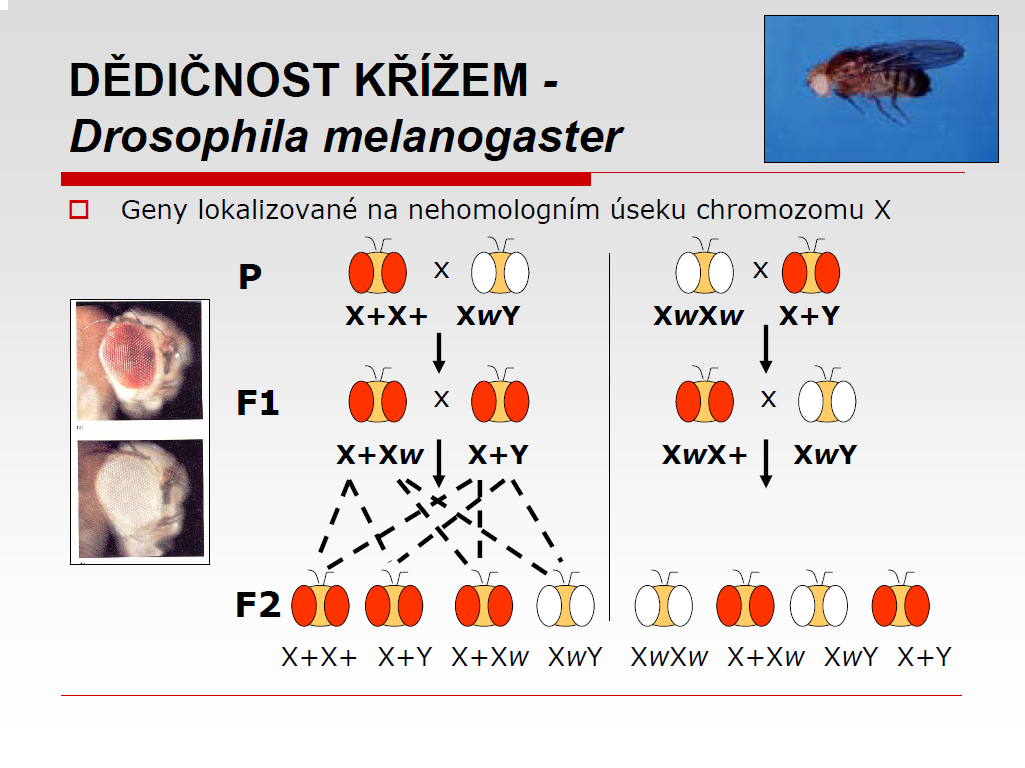 DĚDIČNOST KŘÍŽEM -
Drosophila melanogaster
Geny lokalizované na nehomologním úseku chromozomu X
P
x
x
X+X+ XwY
XwXw X+Y
F1
x
x
X+Xw X+Y
XwX+ XwY
F2
X+X+ X+Y X+Xw XwY
XwXw X+Xw XwY X+Y